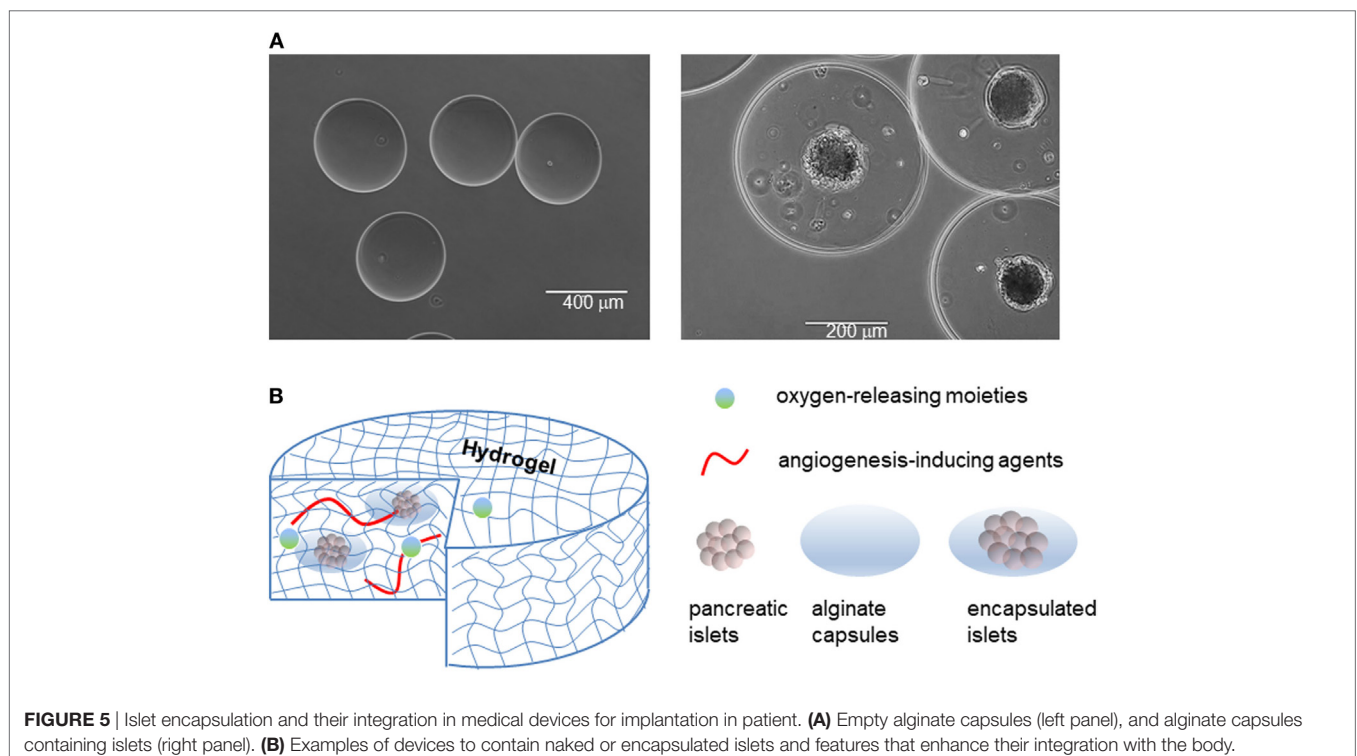 A
400 μm
200 μm
B
Hydrogel
oxygen-releasing moieties
angiogenesis-inducing agents
pancreatic
islets
alginate
capsules
encapsulated
islets
FIGURE 5 | Islet encapsulation and their integration in medical devices for implantation in patient. (A) Empty alginate capsules (left panel), and alginate capsules
containing islets (right panel). (B) Examples of devices to contain naked or encapsulated islets and features that enhance their integration with the body.